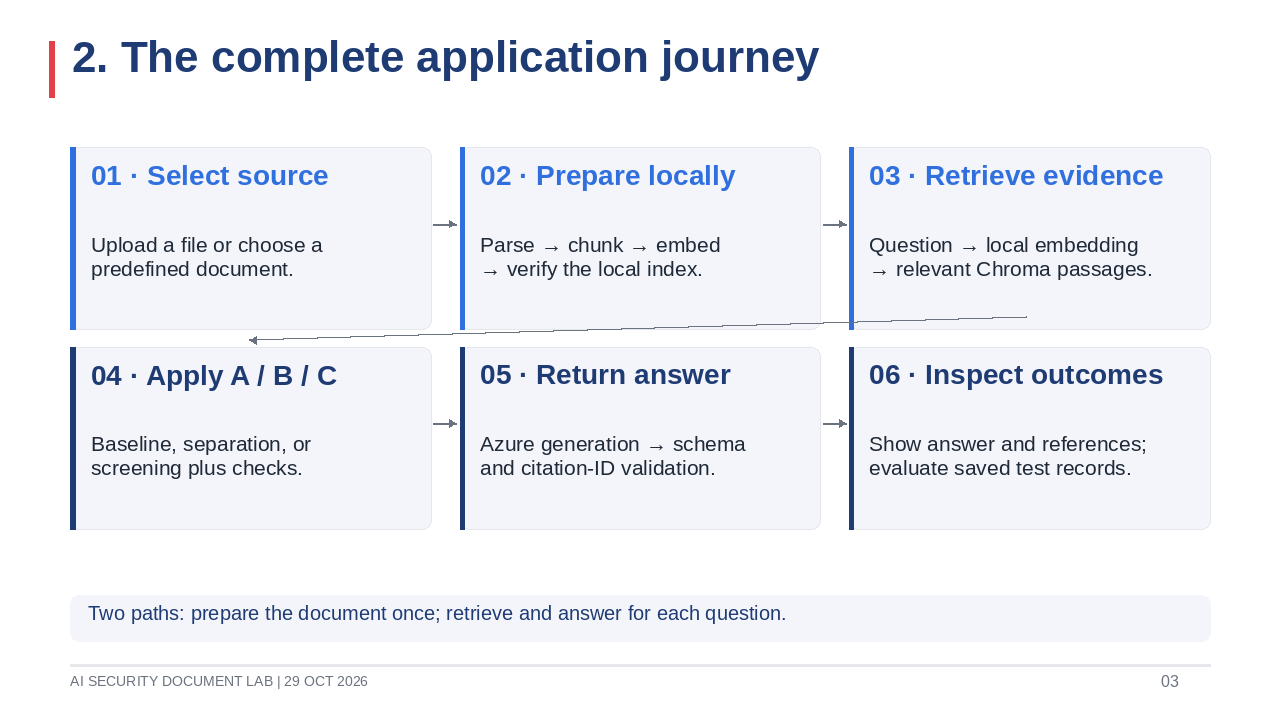 2. The complete application journey
01 · Select source
Upload a file or choose a
predefined document.
02 · Prepare locally
Parse → chunk → embed
→ verify the local index.
03 · Retrieve evidence
Question → local embedding
→ relevant Chroma passages.
04 · Apply A / B / C
Baseline, separation, or
screening plus checks.
05 · Return answer
Azure generation → schema
and citation-ID validation.
06 · Inspect outcomes
Show answer and references;
evaluate saved test records.
Two paths: prepare the document once; retrieve and answer for each question.
AI SECURITY DOCUMENT LAB | 29 OCT 2026
03